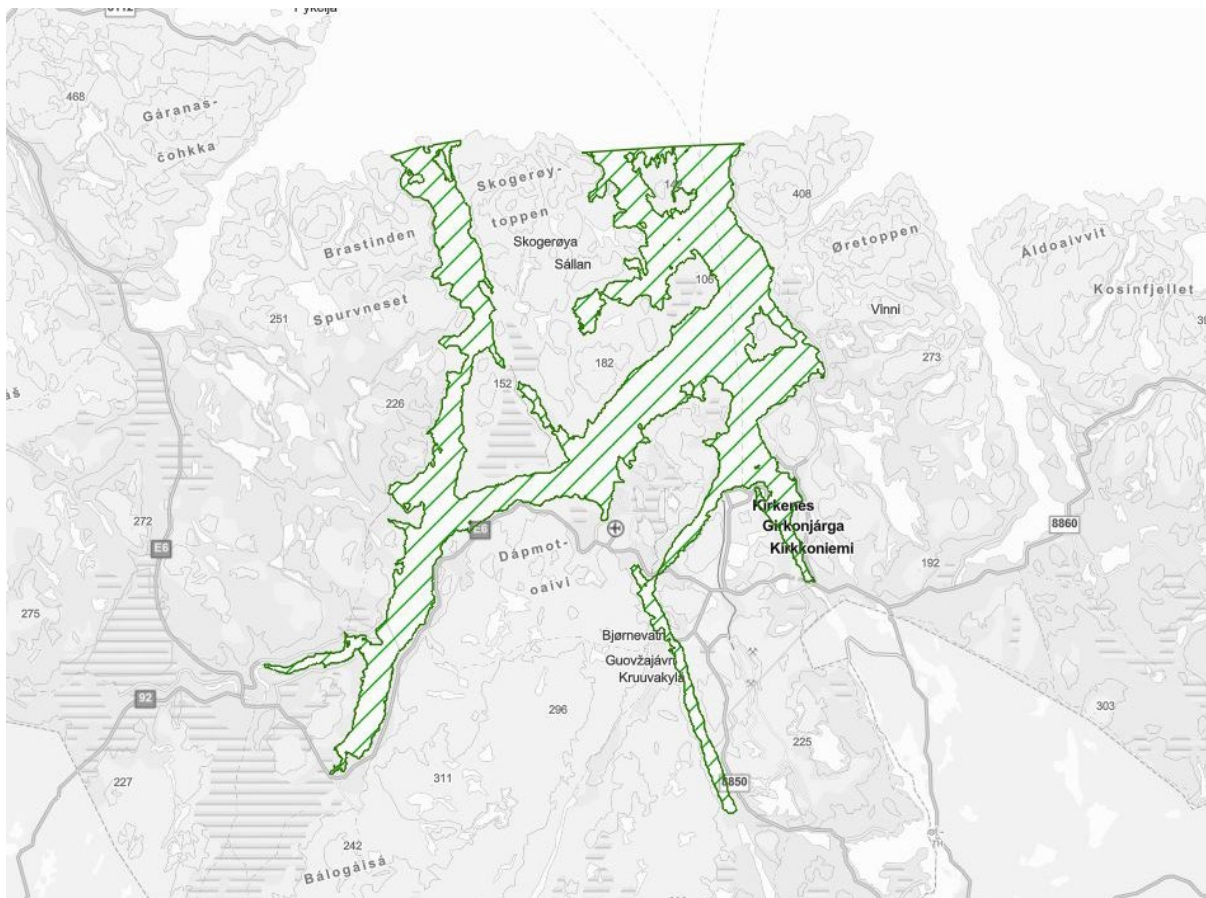 8112
468
Gáranas-
čohkka
Skogerøy-
toppen
408
Brastinden
Skogerøya
Sállan
Øretoppen
Áldoaivvit
Kosinfjellet
Spurvneset
251
106
Vinni
182
273
152
226
Kirkenes
Girkonjárga
Kirkkoniemi
272
E6
E6
8860
Dápmot-
oaivi
192
275
Bjørnevatn
Guovžajávri
Kruuvakylä
92
296
303
225
227
311
8850
242
Bálogáisá